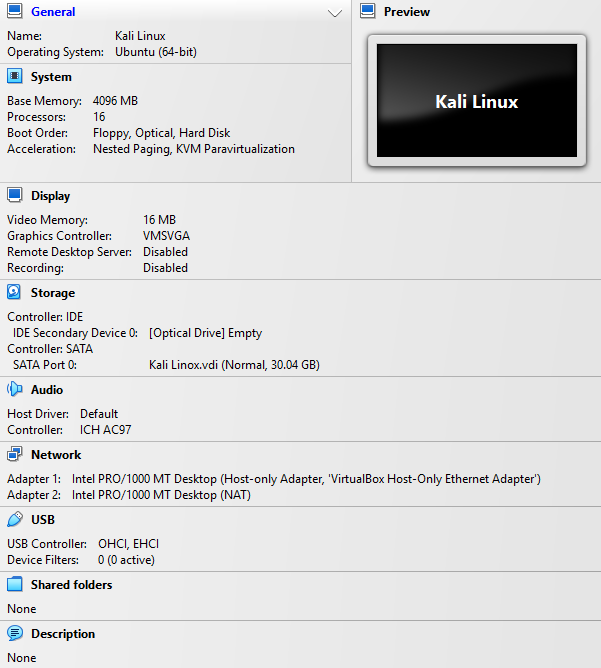 General
Name: Kali Linux
Operating System: Ubuntu (64-bit)
Preview
Kali Linux
System
Base Memory: 4096 MB
Processors: 16
Boot Order: Floppy, Optical, Hard Disk
Acceleration: Nested Paging, KVM Paravirtualization
Display
Video Memory: 16 MB
Graphics Controller: VMSVGA
Remote Desktop Server: Disabled
Recording: Disabled
Storage
Controller: IDE
IDE Secondary Device 0: [Optical Drive] Empty
Controller: SATA
SATA Port 0: Kali Linox.vdi (Normal, 30.04 GB)
Audio
Host Driver: Default
Controller: ICH AC97
Network
Adapter 1: Intel PRO/1000 MT Desktop (Host-only Adapter, 'VirtualBox Host-Only Ethernet Adapter')
Adapter 2: Intel PRO/1000 MT Desktop (NAT)
USB
USB Controller: OHCI, EHCI
Device Filters: 0 (0 active)
Shared folders
None
Description
None